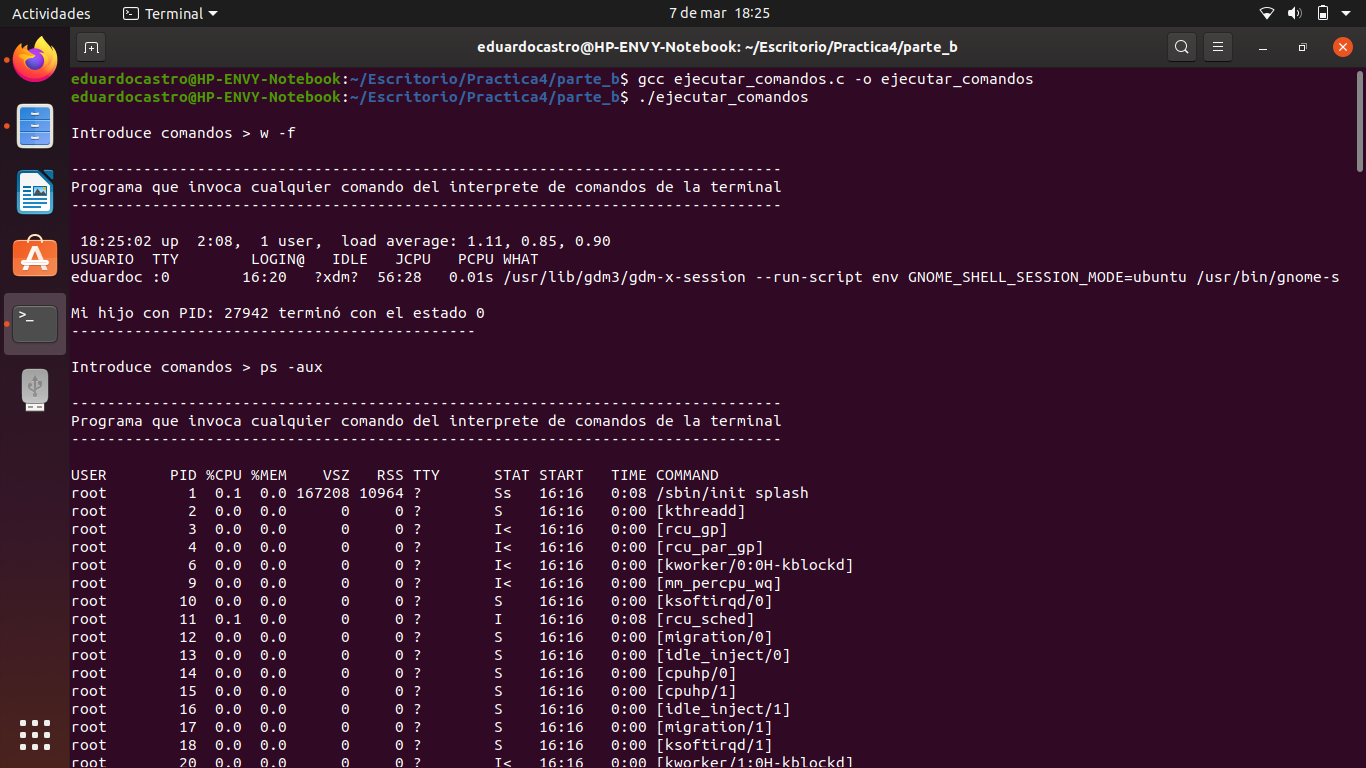 Actividades Terminal 7 de mar 18:25
eduardocastro@HP-ENVY-Notebook: ~/Escritorio/Practica4/parte_b
eduardocastro@HP-ENVY-Notebook:~/Escritorio/Practica4/parte_b$ gcc ejecutar_comandos.c -o ejecutar_comandos
eduardocastro@HP-ENVY-Notebook:~/Escritorio/Practica4/parte_b$ ./ejecutar_comandos
Introduce comandos > w -f
-------------------------------------------------------------------------------
Programa que invoca cualquier comando del interprete de comandos de la terminal
-------------------------------------------------------------------------------
 18:25:02 up  2:08,  1 user,  load average: 1.11, 0.85, 0.90
USUARIO  TTY        LOGIN@   IDLE   JCPU   PCPU WHAT
eduardoc :0        16:20   ?xdm?  56:28   0.01s /usr/lib/gdm3/gdm-x-session --run-script env GNOME_SHELL_SESSION_MODE=ubuntu /usr/bin/gnome-s
Mi hijo con PID: 27942 terminó con el estado 0
---------------------------------------------
Introduce comandos > ps -aux
-------------------------------------------------------------------------------
Programa que invoca cualquier comando del interprete de comandos de la terminal
-------------------------------------------------------------------------------
USER       PID %CPU %MEM    VSZ   RSS TTY      STAT START   TIME COMMAND
root         1  0.1  0.0 167208 10964 ?        Ss   16:16   0:08 /sbin/init splash
root         2  0.0  0.0      0     0 ?        S    16:16   0:00 [kthreadd]
root         3  0.0  0.0      0     0 ?        I<   16:16   0:00 [rcu_gp]
root         4  0.0  0.0      0     0 ?        I<   16:16   0:00 [rcu_par_gp]
root         6  0.0  0.0      0     0 ?        I<   16:16   0:00 [kworker/0:0H-kblockd]
root         9  0.0  0.0      0     0 ?        I<   16:16   0:00 [mm_percpu_wq]
root        10  0.0  0.0      0     0 ?        S    16:16   0:00 [ksoftirqd/0]
root        11  0.1  0.0      0     0 ?        I    16:16   0:08 [rcu_sched]
root        12  0.0  0.0      0     0 ?        S    16:16   0:00 [migration/0]
root        13  0.0  0.0      0     0 ?        S    16:16   0:00 [idle_inject/0]
root        14  0.0  0.0      0     0 ?        S    16:16   0:00 [cpuhp/0]
root        15  0.0  0.0      0     0 ?        S    16:16   0:00 [cpuhp/1]
root        16  0.0  0.0      0     0 ?        S    16:16   0:00 [idle_inject/1]
root        17  0.0  0.0      0     0 ?        S    16:16   0:00 [migration/1]
root        18  0.0  0.0      0     0 ?        S    16:16   0:00 [ksoftirqd/1]
root        20  0.0  0.0      0     0 ?        I<   16:16   0:00 [kworker/1:0H-kblockd]